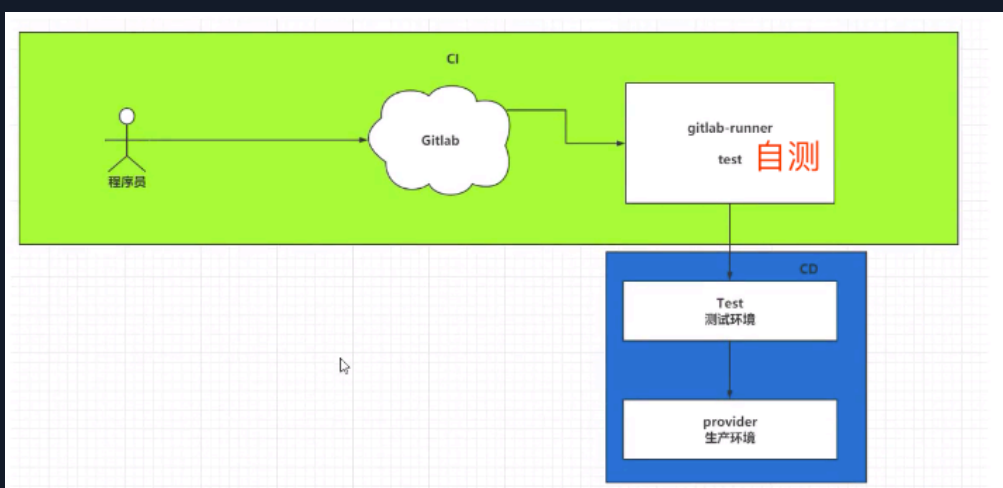 CI
程序员
Gitlab
gitlab-runner
test 自测
CD
Test
测试环境
provider
生产环境